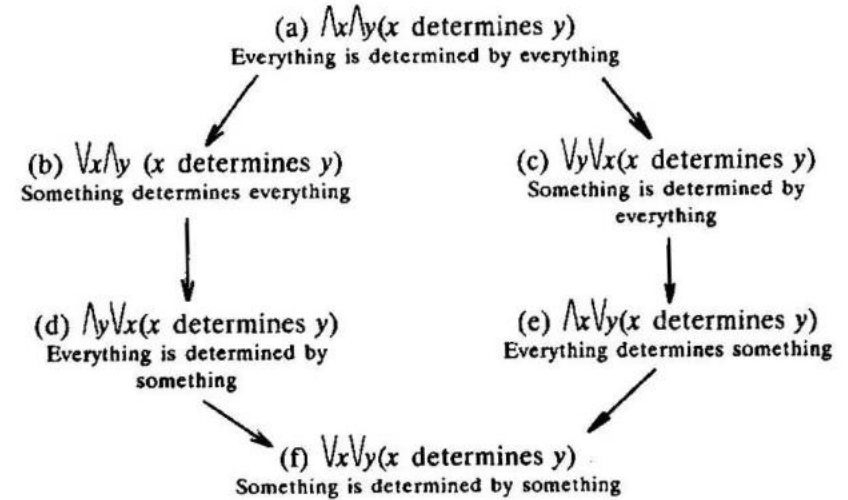 (a) ⋀x⋀y(x determines y)
Everything is determined by everything
(b) ⋁x⋀y (x determines y)
Something determines everything
(c) ⋁y⋁x(x determines y)
Something is determined by
everything
(d) ⋀y⋁x(x determines y)
Everything is determined by
something
(e) ⋀x⋁y(x determines y)
Everything determines something
(f) ⋁x⋁y(x determines y)
Something is determined by something